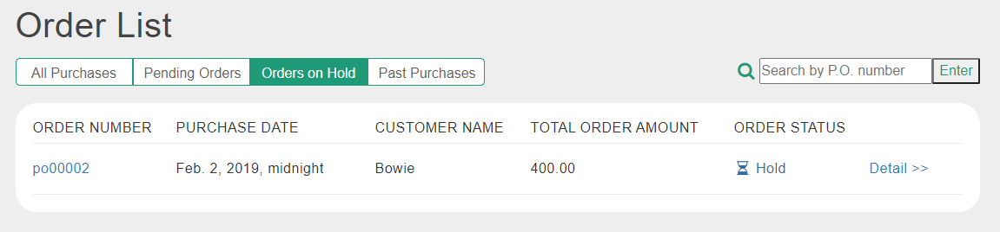 Order List
All Purchases Pending Orders Orders on Hold Past Purchases Search by P.O. number Enter
ORDER NUMBER PURCHASE DATE CUSTOMER NAME TOTAL ORDER AMOUNT ORDER STATUS
po00002 Feb. 2, 2019, midnight Bowie 400.00 Hold Detail >>